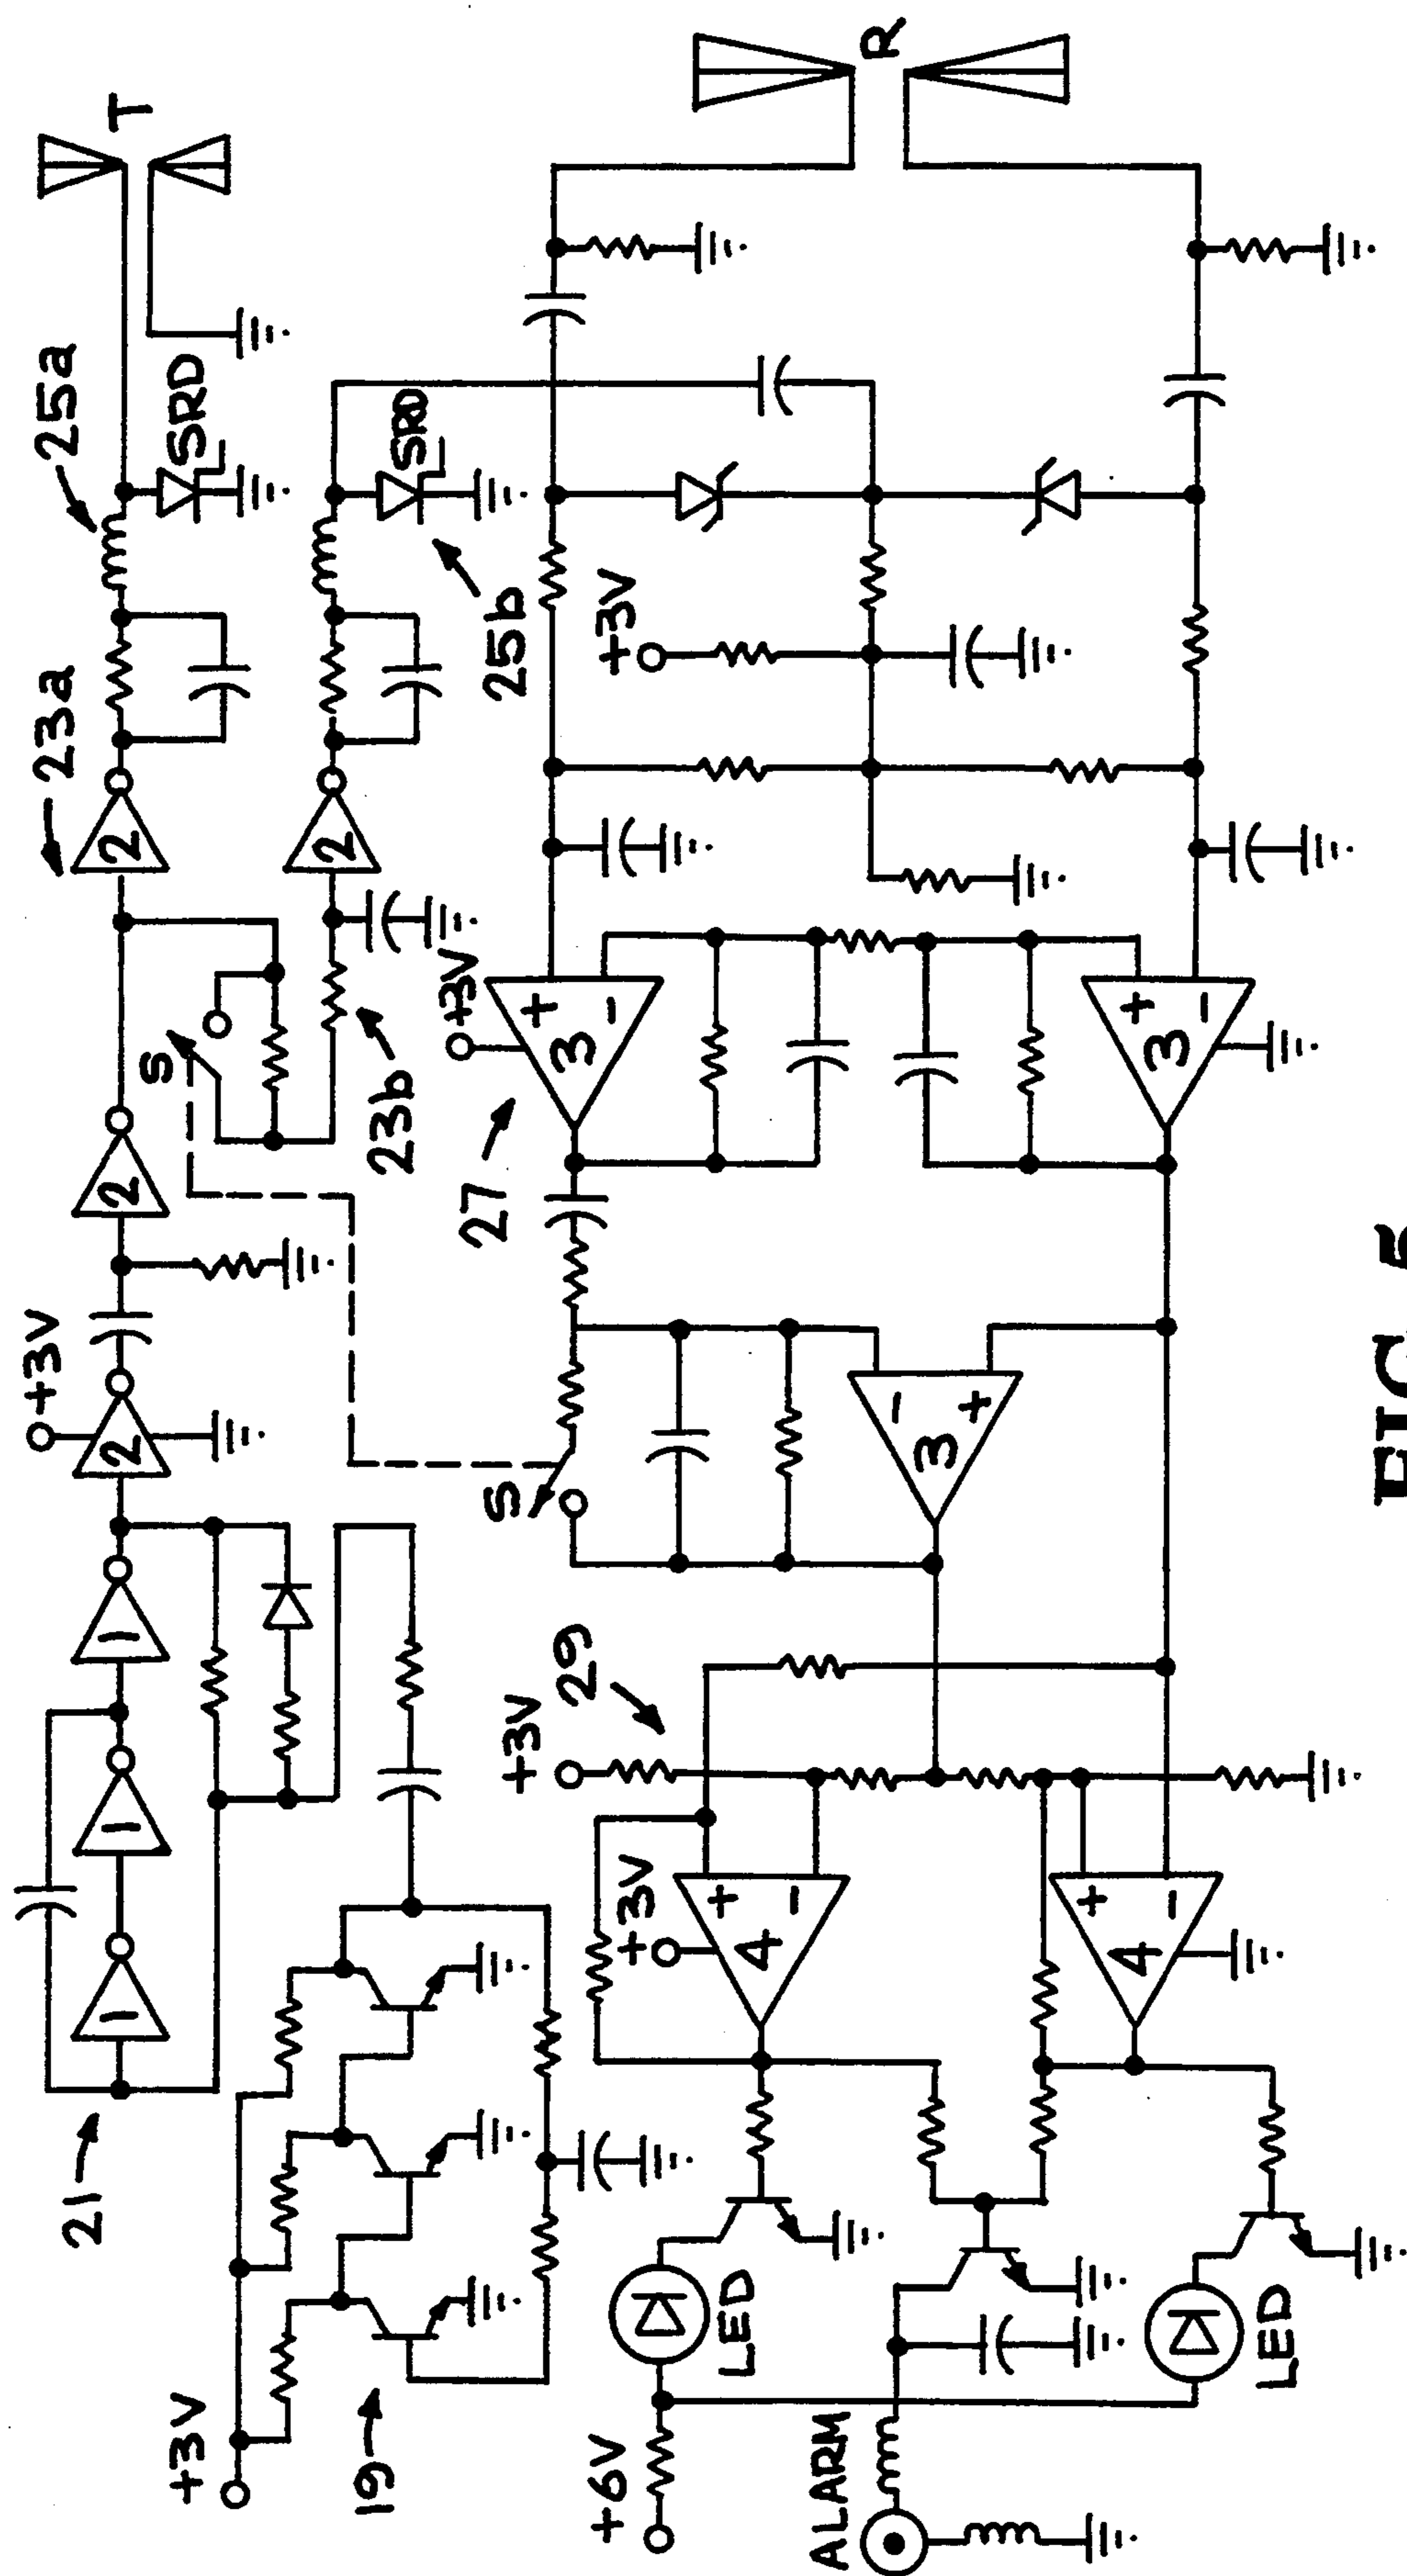 +3V
23a
25a
21
1
1
1
2
2
2
T
S
+3V
SRD
2
19
23b
SRD
+3V
27
S
25b
+3V
29
+
3
-
+3V
+6V
+3V
LED
+
4
-
ALARM
R
-
3
+
+
4
-
+
3
-
LED
FIG 5